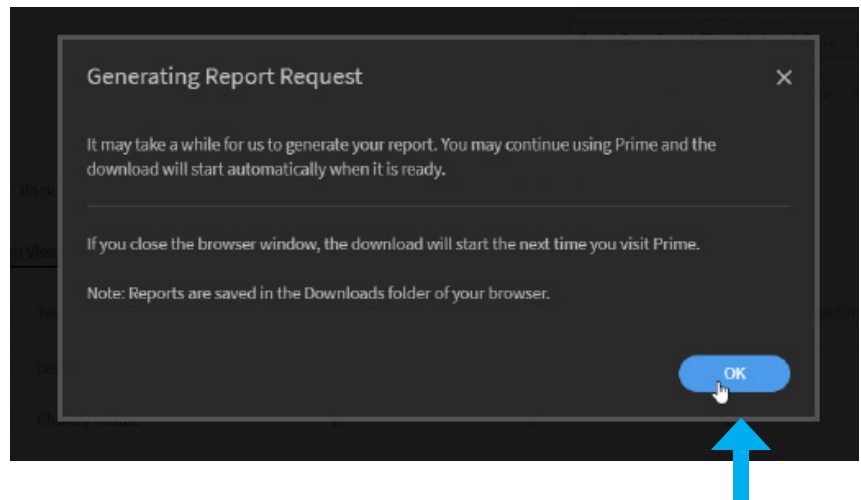 Generating Report Request
It may take a while for us to generate your report. You may continue using Prime and the
download will start automatically when it is ready.
If you close the browser window, the download will start the next time you visit Prime.
Note: Reports are saved in the Downloads folder of your browser.
OK
Back
View